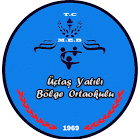 T.C
M.E.B
Üçtaş Yatılı
Bölge Ortaokulu
1969